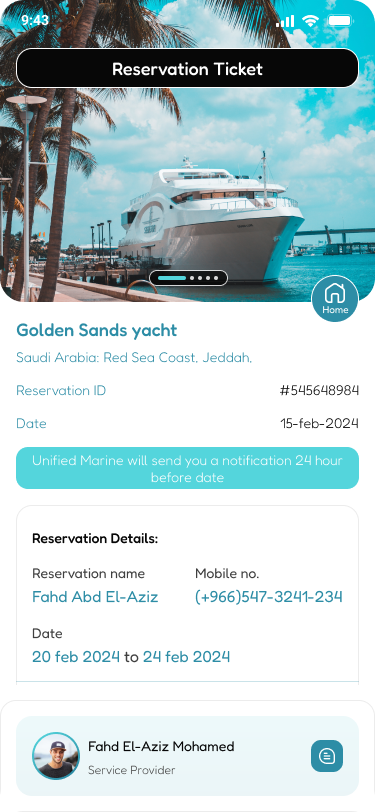 9:43
Reservation Ticket
Home
Golden Sands yacht
Saudi Arabia: Red Sea Coast, Jeddah,
Reservation ID #545648984
Date 15-feb-2024
Unified Marine will send you a notification 24 hour
before date
Reservation Details:
Reservation name Mobile no.
Fahd Abd El-Aziz (+966)547-3241-234
Date
20 feb 2024 to 24 feb 2024
Fahd El-Aziz Mohamed
Service Provider